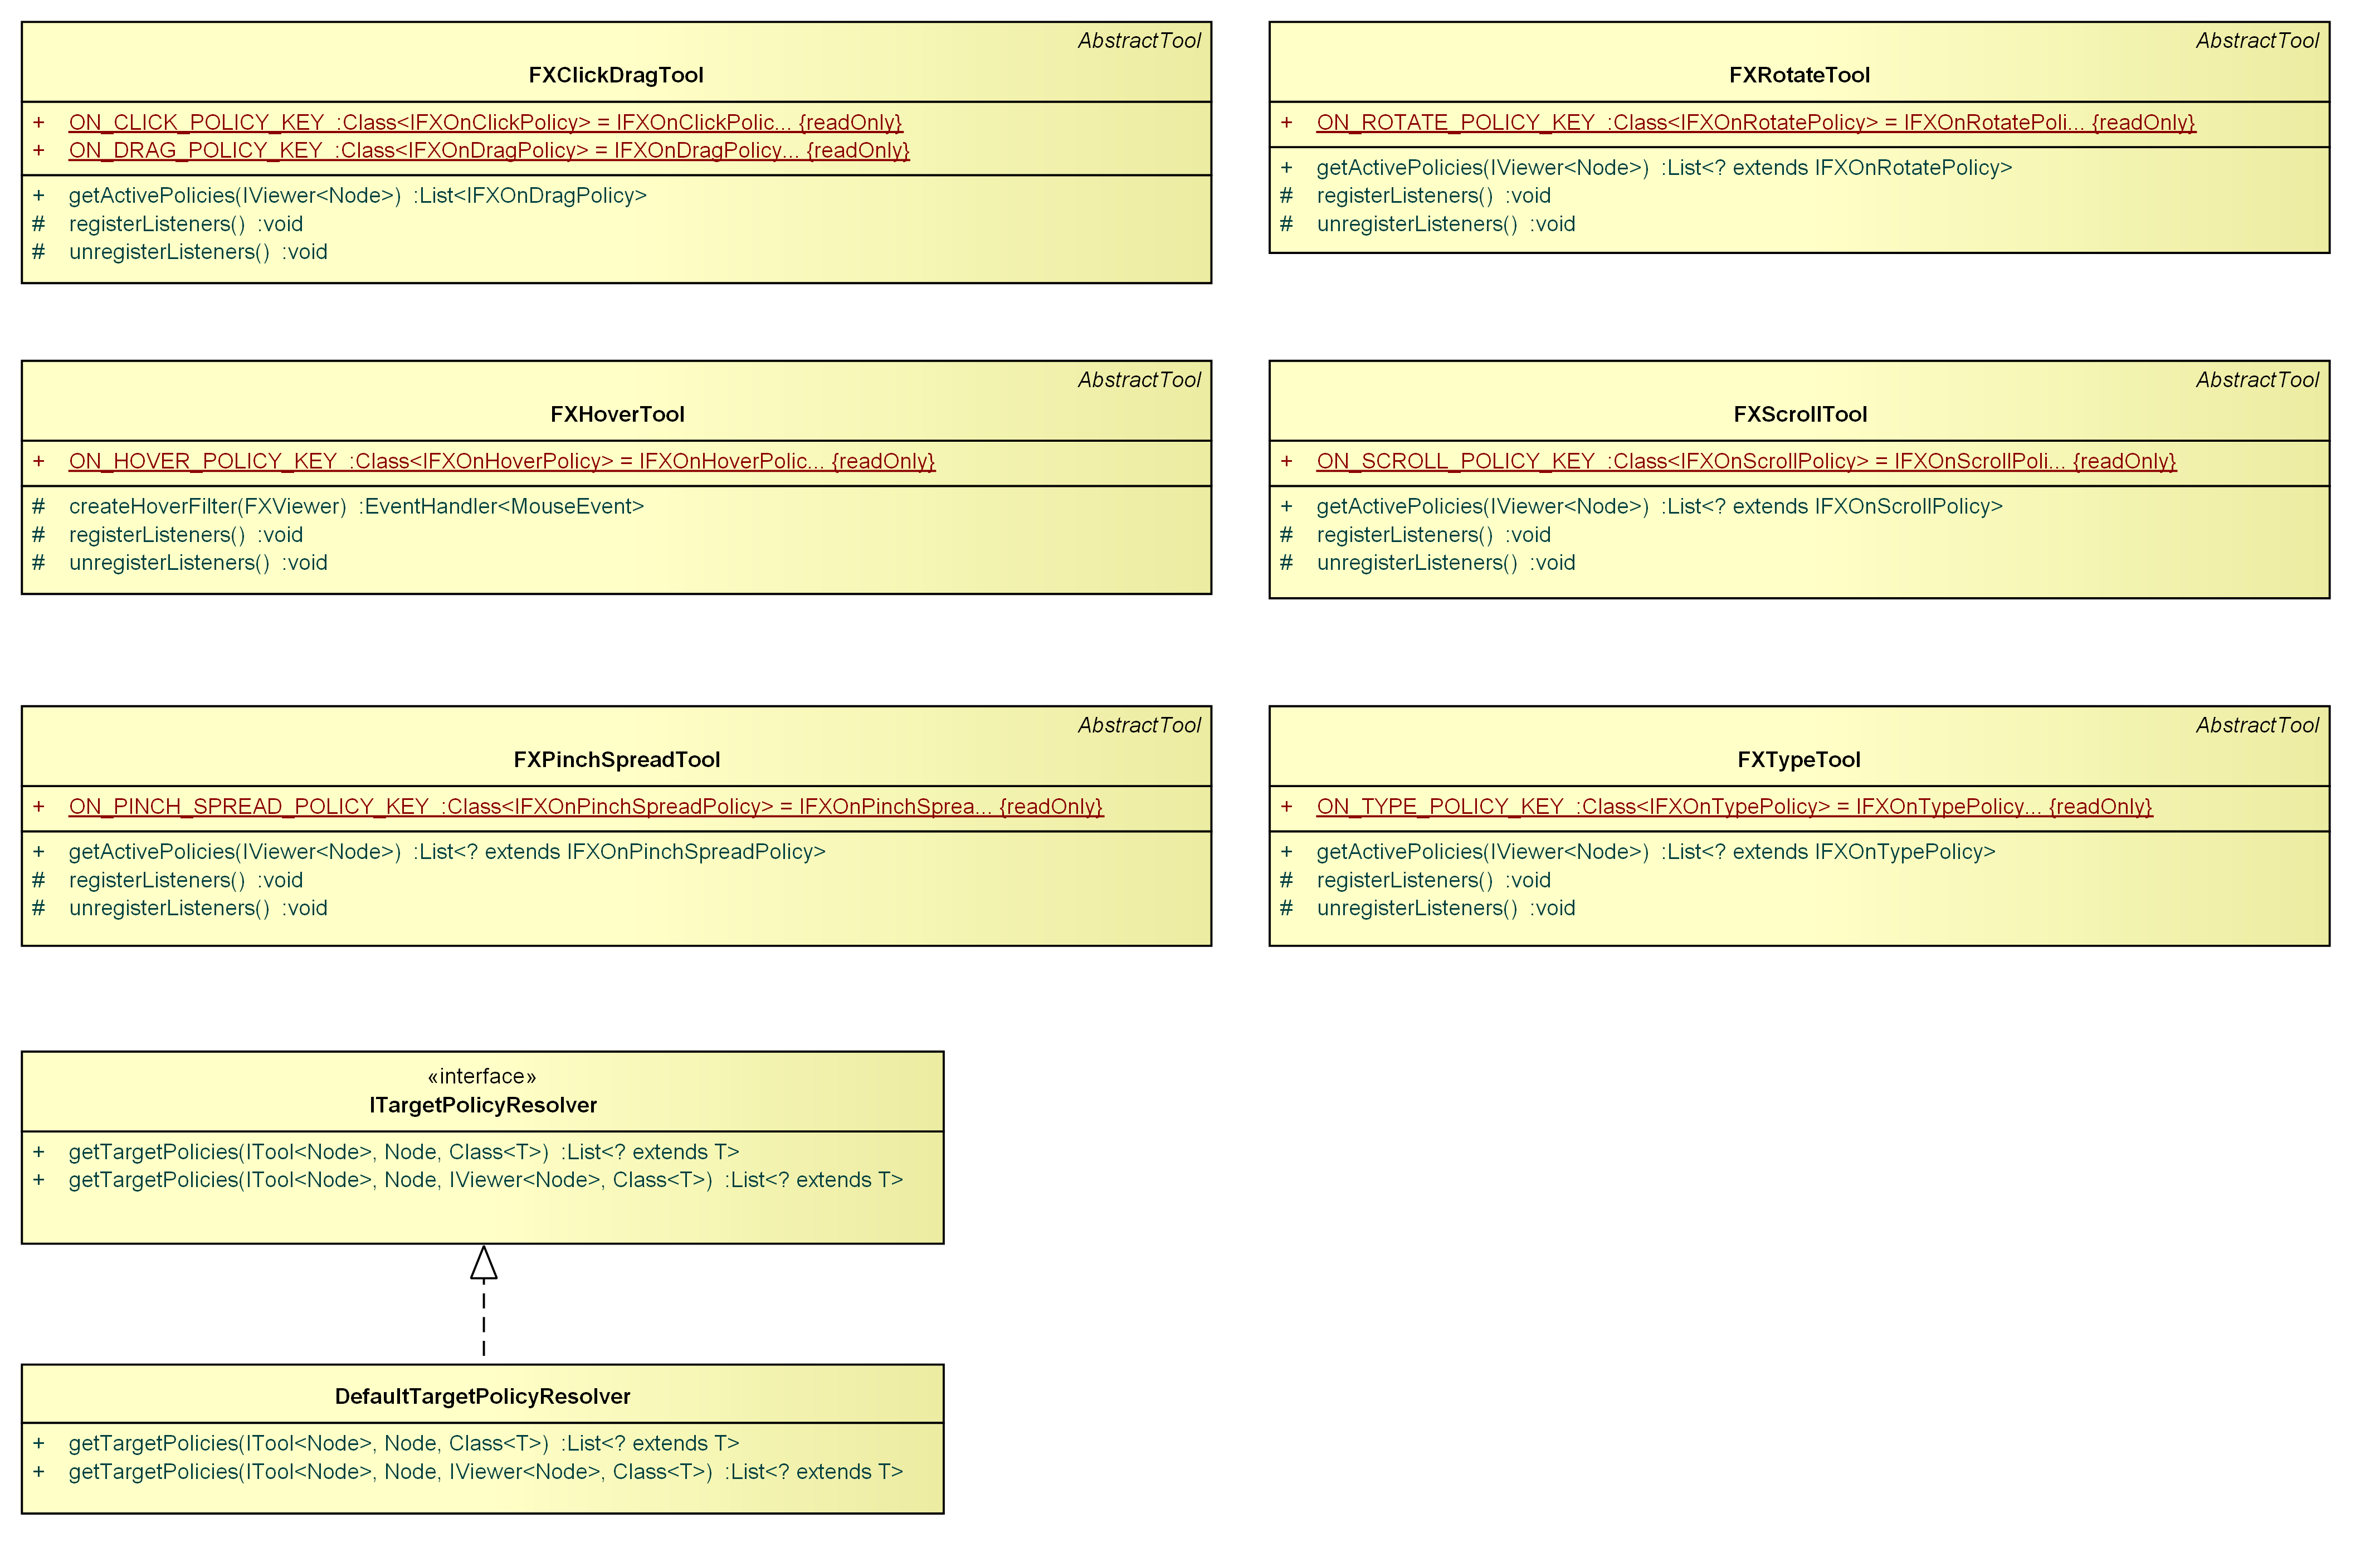 AbstractTool
FXClickDragTool
+ ON_CLICK_POLICY_KEY :Class<IFXOnClickPolicy> = IFXOnClickPolic... {readOnly}
+ ON_DRAG_POLICY_KEY :Class<IFXOnDragPolicy> = IFXOnDragPolicy... {readOnly}
+ getActivePolicies(IViewer<Node>) :List<IFXOnDragPolicy>
# registerListeners() :void
# unregisterListeners() :void
AbstractTool
FXRotateTool
+ ON_ROTATE_POLICY_KEY :Class<IFXOnRotatePolicy> = IFXOnRotatePoli... {readOnly}
+ getActivePolicies(IViewer<Node>) :List<? extends IFXOnRotatePolicy>
# registerListeners() :void
# unregisterListeners() :void
AbstractTool
FXHoverTool
+ ON_HOVER_POLICY_KEY :Class<IFXOnHoverPolicy> = IFXOnHoverPolic... {readOnly}
# createHoverFilter(FXViewer) :EventHandler<MouseEvent>
# registerListeners() :void
# unregisterListeners() :void
AbstractTool
FXScrollTool
+ ON_SCROLL_POLICY_KEY :Class<IFXOnScrollPolicy> = IFXOnScrollPoli... {readOnly}
+ getActivePolicies(IViewer<Node>) :List<? extends IFXOnScrollPolicy>
# registerListeners() :void
# unregisterListeners() :void
AbstractTool
FXPinchSpreadTool
+ ON_PINCH_SPREAD_POLICY_KEY :Class<IFXOnPinchSpreadPolicy> = IFXOnPinchSprea... {readOnly}
+ getActivePolicies(IViewer<Node>) :List<? extends IFXOnPinchSpreadPolicy>
# registerListeners() :void
# unregisterListeners() :void
AbstractTool
FXTypeTool
+ ON_TYPE_POLICY_KEY :Class<IFXOnTypePolicy> = IFXOnTypePolicy... {readOnly}
+ getActivePolicies(IViewer<Node>) :List<? extends IFXOnTypePolicy>
# registerListeners() :void
# unregisterListeners() :void
«interface»
ITargetPolicyResolver
+ getTargetPolicies(ITool<Node>, Node, Class<T>) :List<? extends T>
+ getTargetPolicies(ITool<Node>, Node, IViewer<Node>, Class<T>) :List<? extends T>
DefaultTargetPolicyResolver
+ getTargetPolicies(ITool<Node>, Node, Class<T>) :List<? extends T>
+ getTargetPolicies(ITool<Node>, Node, IViewer<Node>, Class<T>) :List<? extends T>